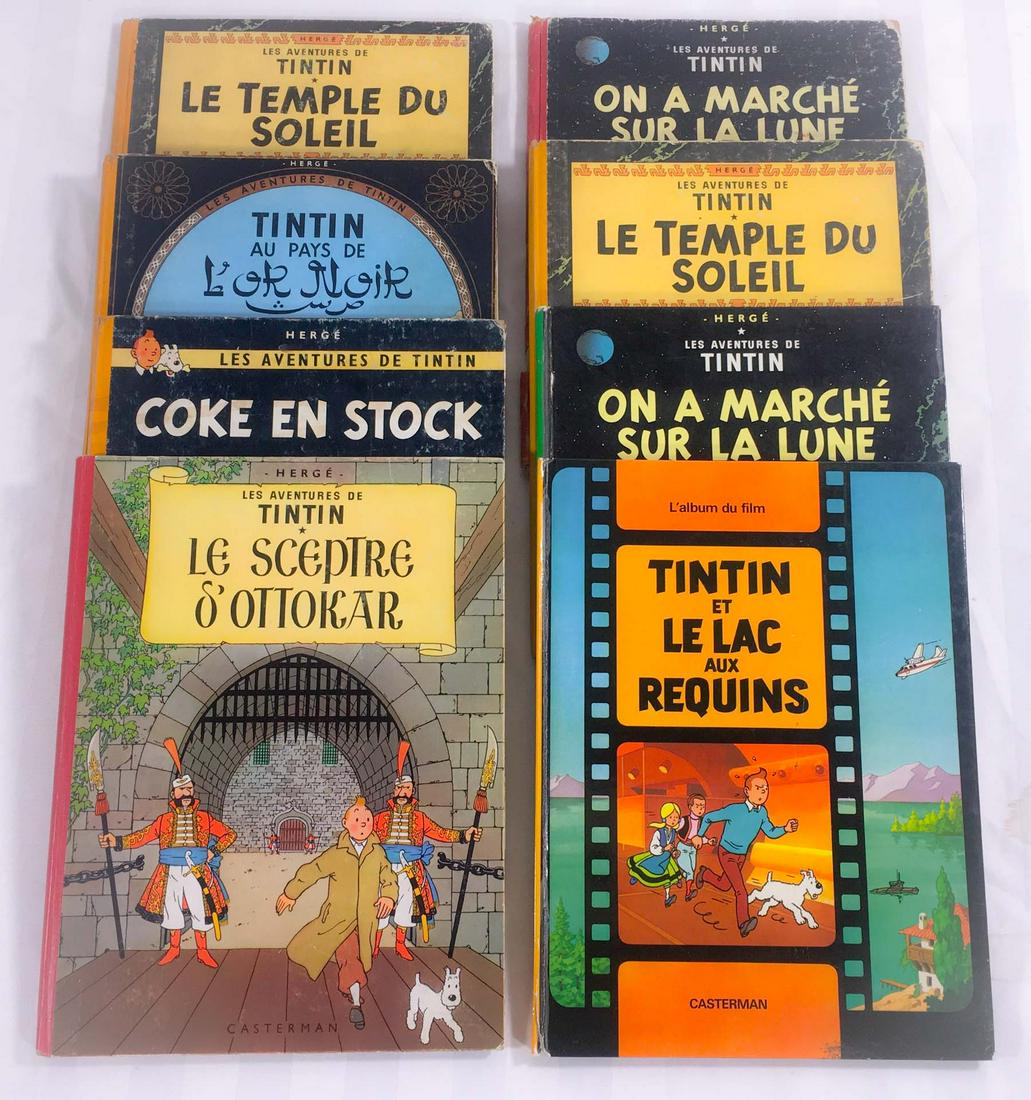 HERGÉ
LES AVENTURES DE
TINTIN
LE TEMPLE DU
SOLEIL
- HERGÉ -
LES AVENTURES DE TINTIN
TINTIN
AU PAYS DE
L'OR NOIR
HERGÉ
LES AVENTURES DE TINTIN
COKE EN STOCK
- HERGÉ -
LES AVENTURES DE
TINTIN
LE SCEPTRE
D'OTTOKAR
CASTERMAN
- HERGÉ -
LES AVENTURES DE
TINTIN
ON A MARCHÉ
SUR LA LUNE
HERGÉ
LES AVENTURES DE
TINTIN
LE TEMPLE DU
SOLEIL
- HERGÉ -
LES AVENTURES DE
TINTIN
ON A MARCHÉ
SUR LA LUNE
L'album du film
TINTIN
ET
LE LAC
AUX
REQUINS
CASTERMAN